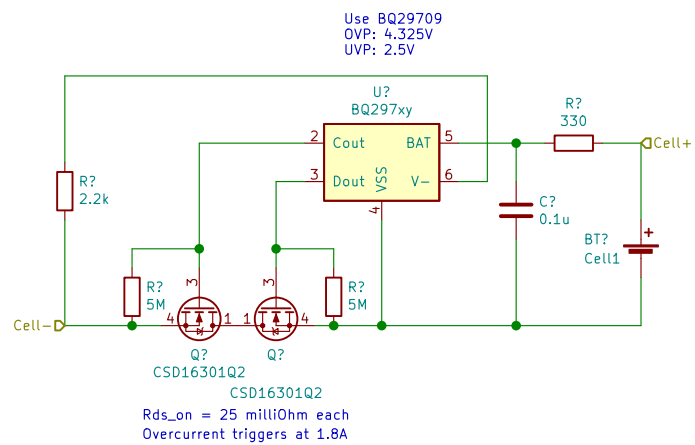 Use BQ29709
OVP: 4.325V
UVP: 2.5V
U?
BQ297xy
R?
330
2 Cout BAT 5
Cell+
3 Dout V- 6
VSS
4
R?
2.2k
C?
0.1u
BT?
Cell1
R?
5M
3
3
R?
5M
Cell-
4 1 1 4
Q?
CSD16301Q2
Q?
CSD16301Q2
Rds_on = 25 milliOhm each
Overcurrent triggers at 1.8A